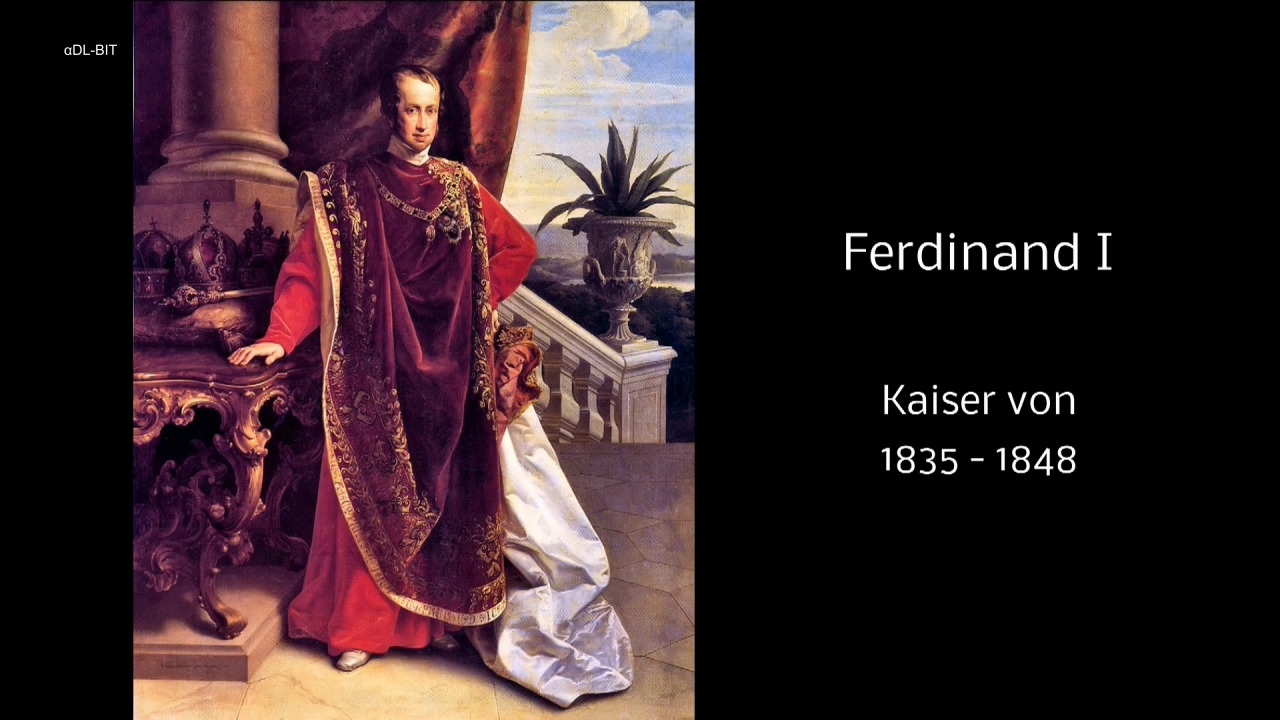 αDL-BIT
Ferdinand I
Kaiser von
1835 – 1848